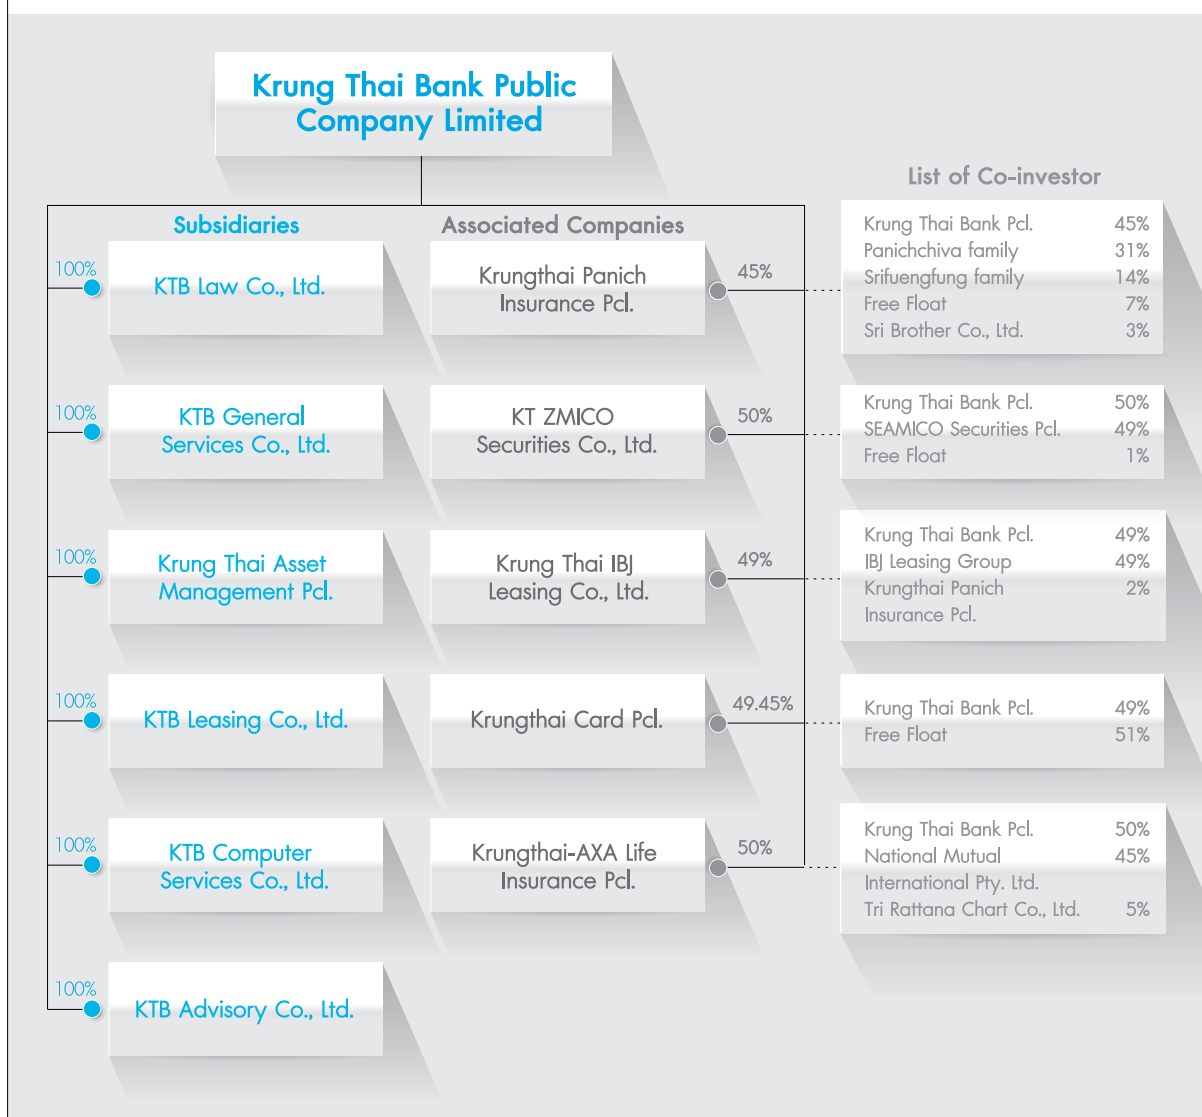 Krung Thai Bank Public
Company Limited
Subsidiaries
100%
KTB Law Co., Ltd.
100%
KTB General
Services Co., Ltd.
100%
Krung Thai Asset
Management Pcl.
100%
KTB Leasing Co., Ltd.
100%
KTB Computer
Services Co., Ltd.
100%
KTB Advisory Co., Ltd.
Associated Companies
Krungthai Panich
Insurance Pcl.
45%
KT ZMICO
Securities Co., Ltd.
50%
Krung Thai IBJ
Leasing Co., Ltd.
49%
Krungthai Card Pcl.
49.45%
Krungthai-AXA Life
Insurance Pcl.
50%
List of Co-investor
Krung Thai Bank Pcl. 45%
Panichchiva family 31%
Srifuengfung family 14%
Free Float 7%
Sri Brother Co., Ltd. 3%
Krung Thai Bank Pcl. 50%
SEAMICO Securities Pcl. 49%
Free Float 1%
Krung Thai Bank Pcl. 49%
IBJ Leasing Group 49%
Krungthai Panich 2%
Insurance Pcl.
Krung Thai Bank Pcl. 49%
Free Float 51%
Krung Thai Bank Pcl. 50%
National Mutual 45%
International Pty. Ltd.
Tri Rattana Chart Co., Ltd. 5%